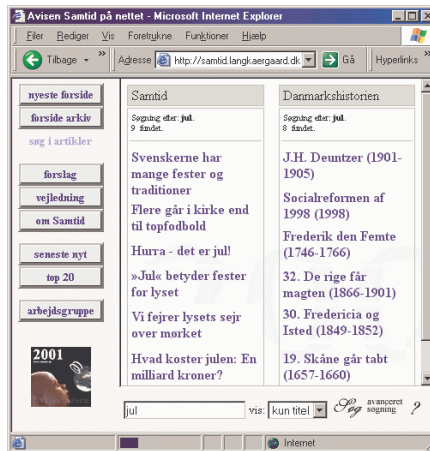 Avisen Samtid på nettet - Microsoft Internet Explorer
Filer Rediger Vis Foretrukne Funktioner Hjælp
Tilbage » Adresse http://samtid.langkaergaard.dk Gå Hyperlinks »
nyeste forside
forside arkiv
søg i artikler
forslag
vejledning
om Samtid
seneste nyt
top 20
arbejdsgruppe
2001
Samtid
Søgning efter: jul.
9 fundet.
Svenskerne har
mange fester og
traditioner
Flere går i kirke end
til topfodbold
Hurra - det er jul!
»Jul« betyder fester
for lyset
Vi fejrer lysets sejr
over mørket
Hvad koster julen: En
milliard kroner?
Danmarkshistorien
Søgning efter: jul.
8 fundet.
J.H. Deuntzer (1901-
1905)
Socialreformen af
1998 (1998)
Frederik den Femte
(1746-1766)
32. De rige får
magten (1866-1901)
30. Fredericia og
Isted (1849-1852)
19. Skåne går tabt
(1657-1660)
jul vis: kun titel Søg avanceret søgning ?
Internet